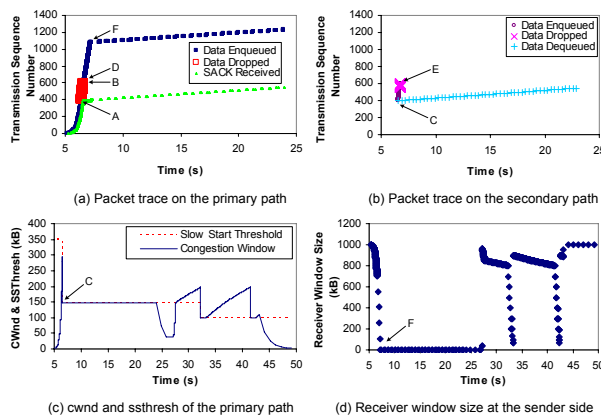 Transmission Sequence
Number
1400
1200
1000
800
600
400
200
0
5
10
15
20
25
Time (s)
F
D
B
A
Data Enqueued
Data Dropped
SACK Received
(a) Packet trace on the primary path
Transmission Sequence
Number
1400
1200
1000
800
600
400
200
0
5
10
15
20
25
Time (s)
E
C
Data Enqueued
Data Dropped
Data Dequeued
(b) Packet trace on the secondary path
CWnd & SSThresh (kB)
400
350
300
250
200
150
100
50
0
5
10
15
20
25
30
35
40
45
50
Time (s)
C
Slow Start Threshold
Congestion Window
(c) cwnd and ssthresh of the primary path
Receiver Window Size
(kB)
1200
1000
800
600
400
200
0
5
10
15
20
25
30
35
40
45
50
Time (s)
F
(d) Receiver window size at the sender side